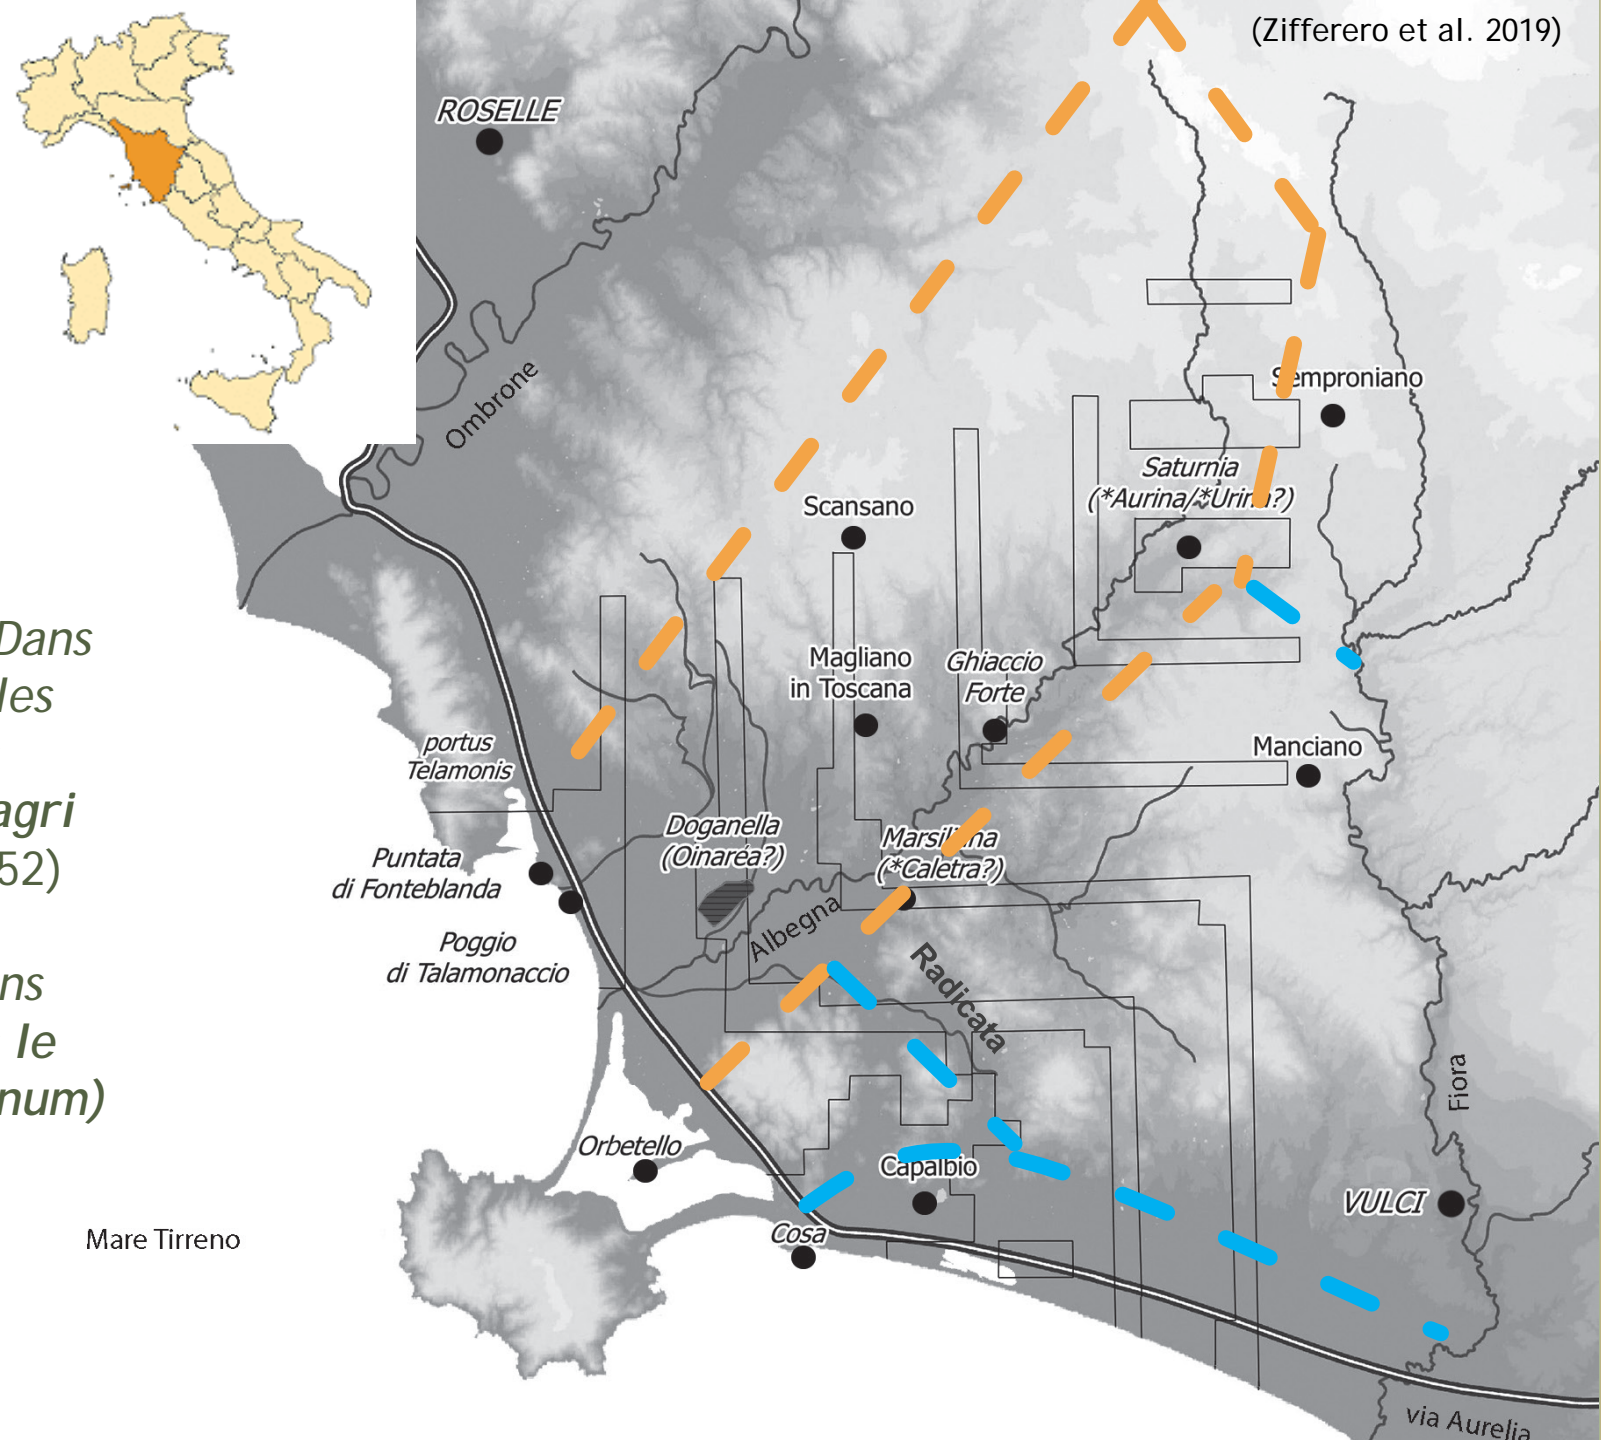 (Zifferero et al. 2019)
ROSELLE
Ombrone
Semproniano
Saturnia
(*Aurina/*Urina?)
Scansano
Dans
les
agri
52)
ns
le
num)
Magliano
in Toscana
Ghiaccio
Forte
portus
Telamonis
Manciano
Doganella
(Oinarea?)
Marsiliana
(*Caletra?)
Puntata
di Fonteblanda
Albegna
Poggio
di Talamonaccio
Radicata
Fiora
Orbetello
Capalbio
VULCI
Mare Tirreno
Cosa
via Aurelia